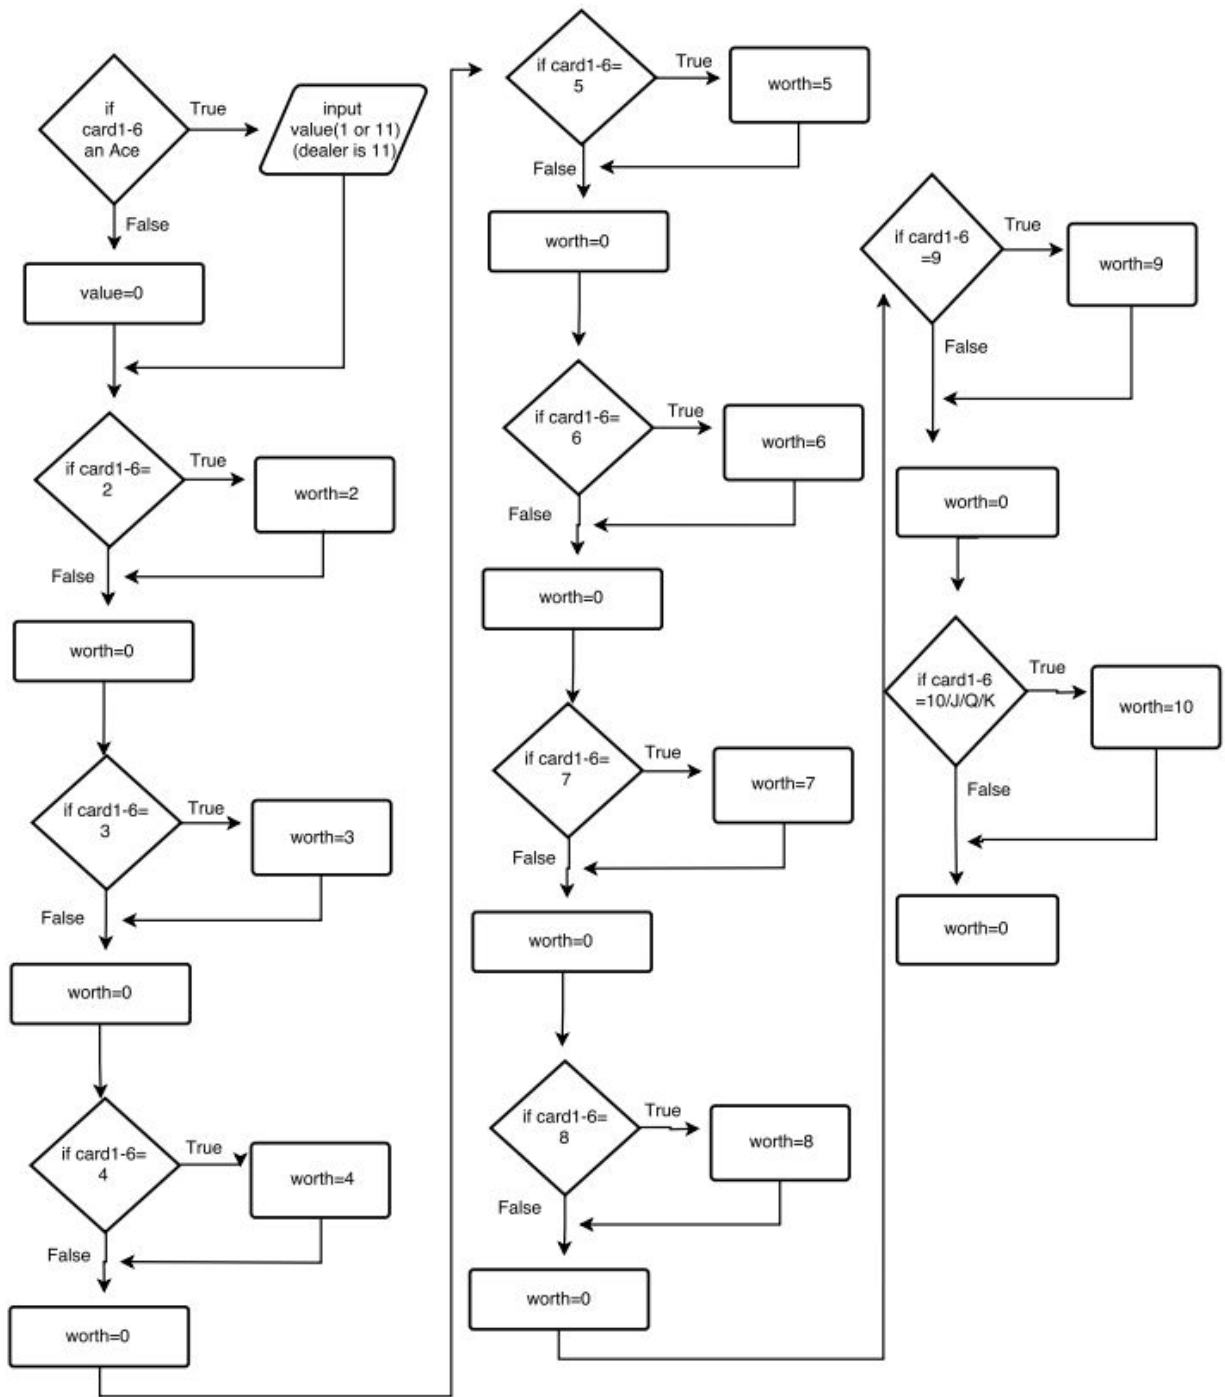 if
card1-6
an Ace
True
input
value(1 or 11)
(dealer is 11)
False
value=0
if card1-6=
2
True
worth=2
False
worth=0
if card1-6=
3
True
worth=3
False
worth=0
if card1-6=
4
True
worth=4
False
worth=0
if card1-6=
5
True
worth=5
False
worth=0
if card1-6=
6
True
worth=6
False
worth=0
if card1-6=
7
True
worth=7
False
worth=0
if card1-6=
8
True
worth=8
False
worth=0
if card1-6
=9
True
worth=9
False
worth=0
if card1-6
=10/J/Q/K
True
worth=10
False
worth=0